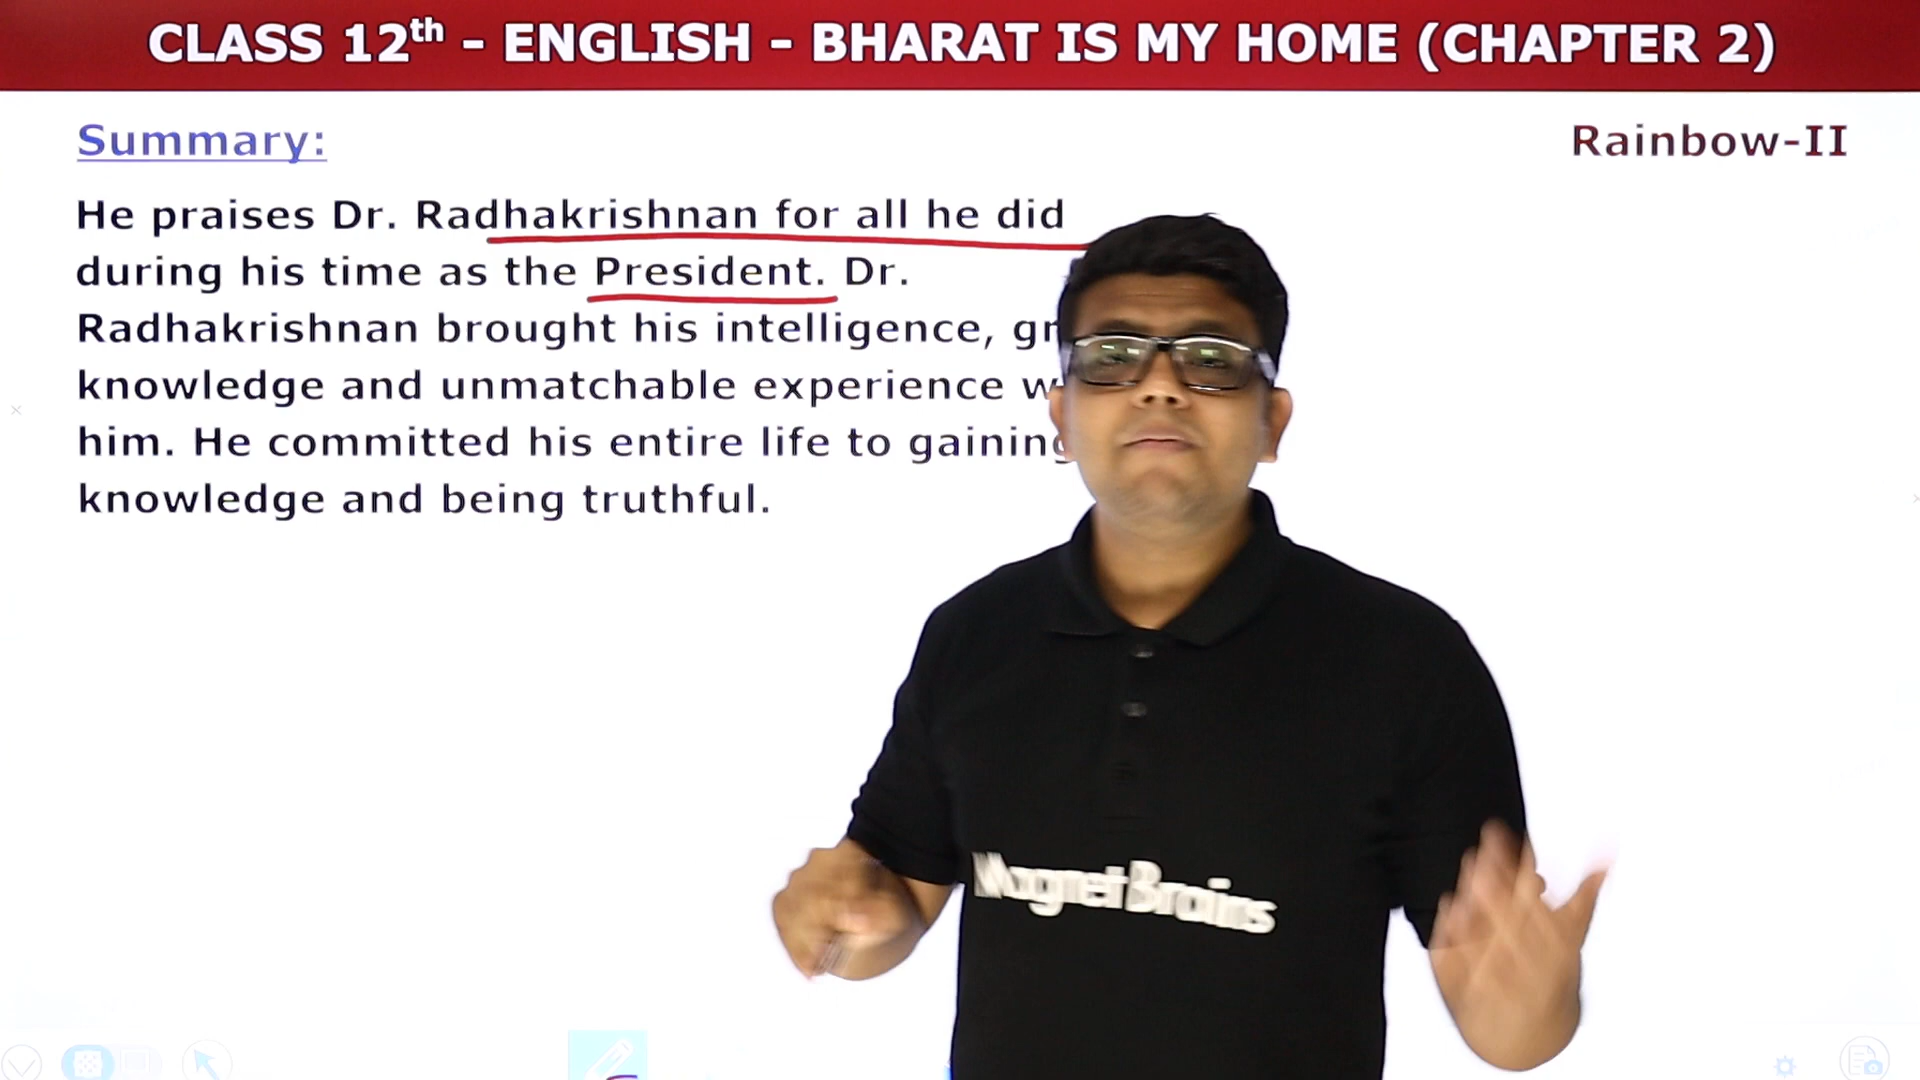 CLASS 12th - ENGLISH - BHARAT IS MY HOME (CHAPTER 2)
Summary:
Rainbow-II
He praises Dr. Radhakrishnan for all he did
during his time as the President. Dr.
Radhakrishnan brought his intelligence,
knowledge and unmatchable experience
him. He committed his entire life to gaining
knowledge and being truthful.
MagnetBrains